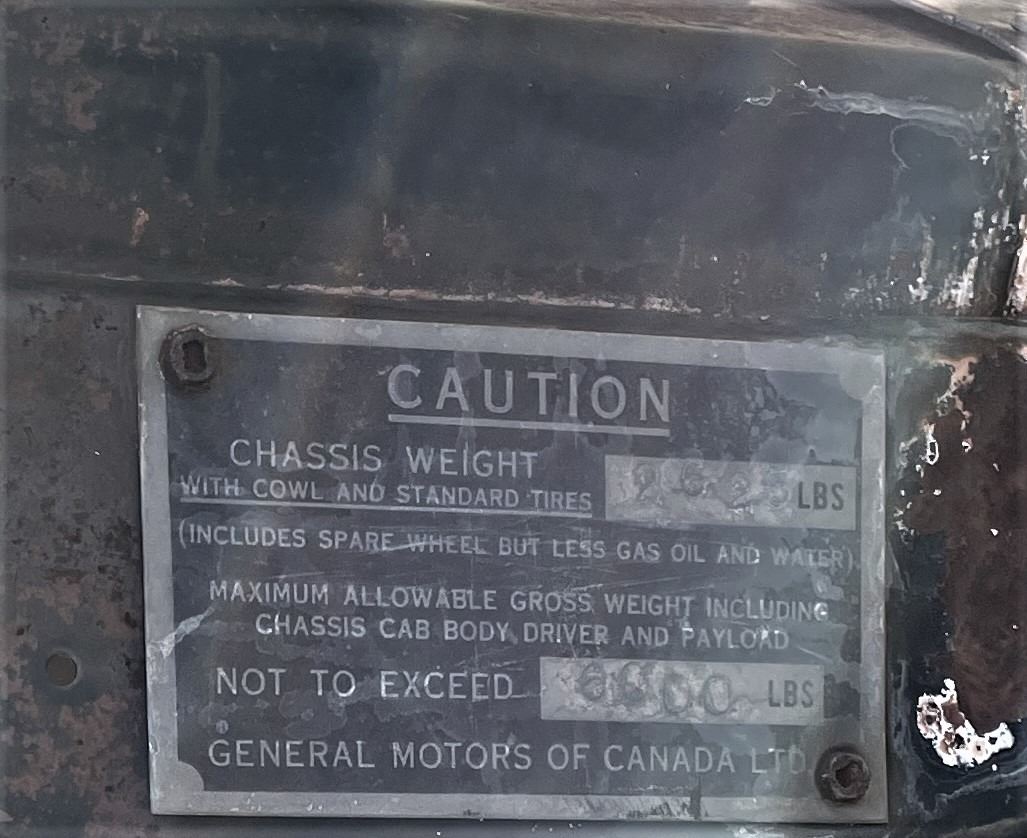 CAUTION
CHASSIS WEIGHT
WITH COWL AND STANDARD TIRES 2625 LBS
(INCLUDES SPARE WHEEL BUT LESS GAS OIL AND WATER)
MAXIMUM ALLOWABLE GROSS WEIGHT INCLUDING
CHASSIS CAB BODY DRIVER AND PAYLOAD
NOT TO EXCEED LBS
GENERAL MOTORS OF CANADA LTD.